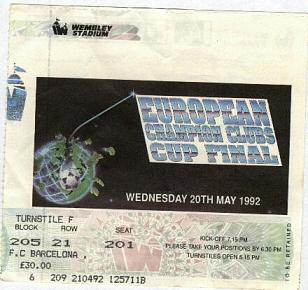 WEMBLEY
STADIUM
EUROPEAN
CHAMPION CLUBS
CUP FINAL
WEDNESDAY 20TH MAY 1992
TURNSTILE F
BLOCK ROW SEAT
205 21 201
F.C BARCELONA
£30.00
6 209 210492 125711B
KICK-OFF 7.15 PM
PLEASE TAKE YOUR POSITIONS BY 6.30 PM
TURNSTILES OPEN 5.15 PM
TO BE RETAINED